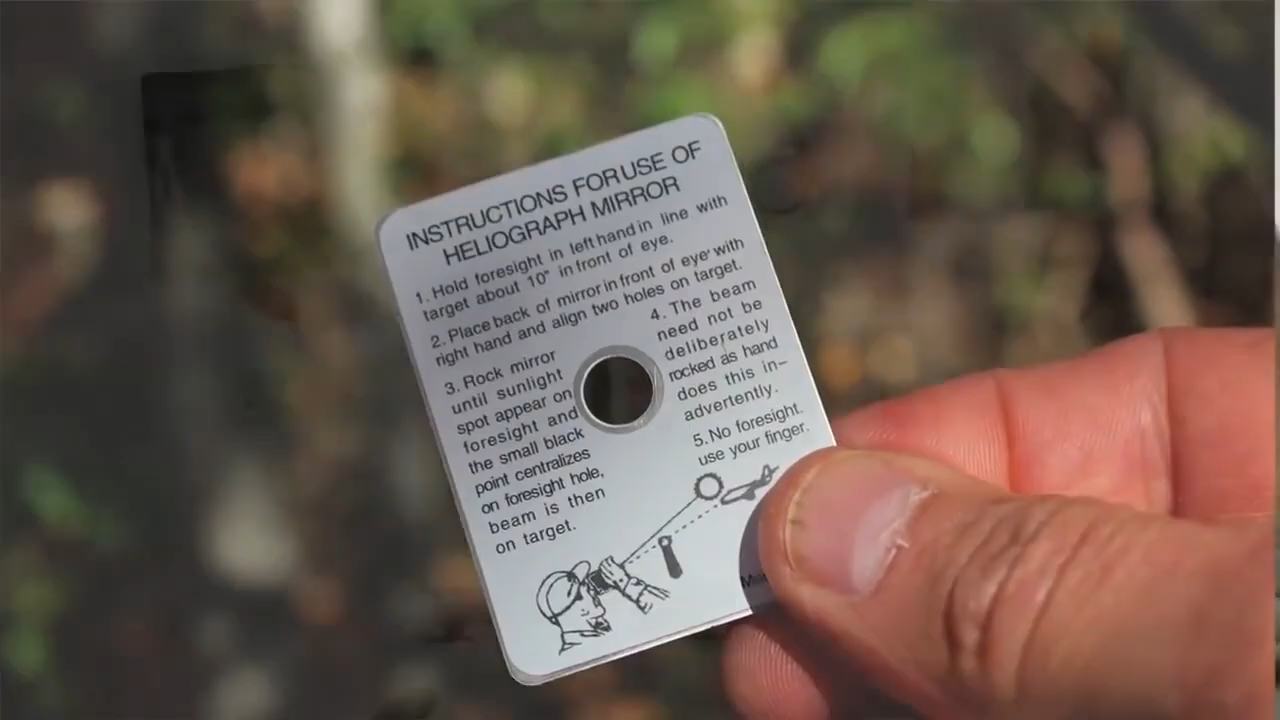 INSTRUCTIONS FOR USE OF
HELIOGRAPH MIRROR
1. Hold foresight in left hand in line with
target about 10" in front of eye.
2. Place back of mirror in front of eye with
right hand and align two holes on target.
3. Rock mirror
until sunlight
spot appear on
foresight and
the small black
point centralizes
on foresight hole,
beam is then
on target.
4. The beam
need not be
deliberately
rocked as hand
does this in-
advertently.
5. No foresight.
use your finger.